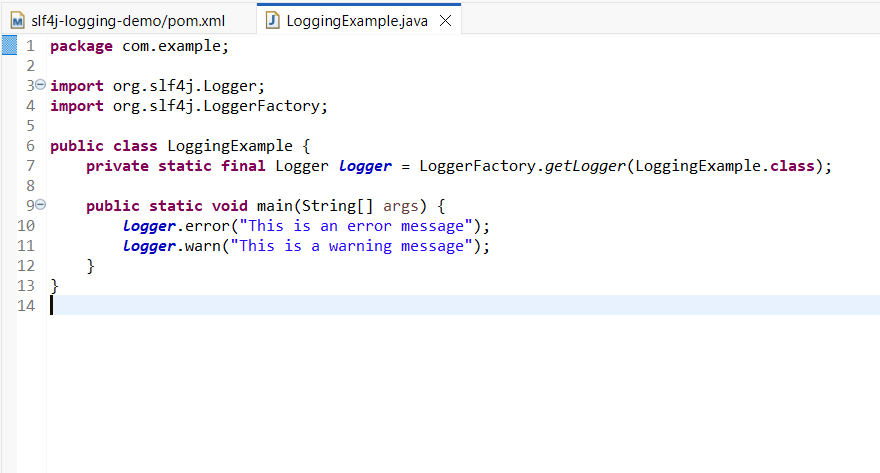 slf4j-logging-demo/pom.xml LoggingExample.java
1 package com.example;
2
3 import org.slf4j.Logger;
4 import org.slf4j.LoggerFactory;
5
6 public class LoggingExample {
7     private static final Logger logger = LoggerFactory.getLogger(LoggingExample.class);
8
9     public static void main(String[] args) {
10         logger.error("This is an error message");
11         logger.warn("This is a warning message");
12     }
13 }
14